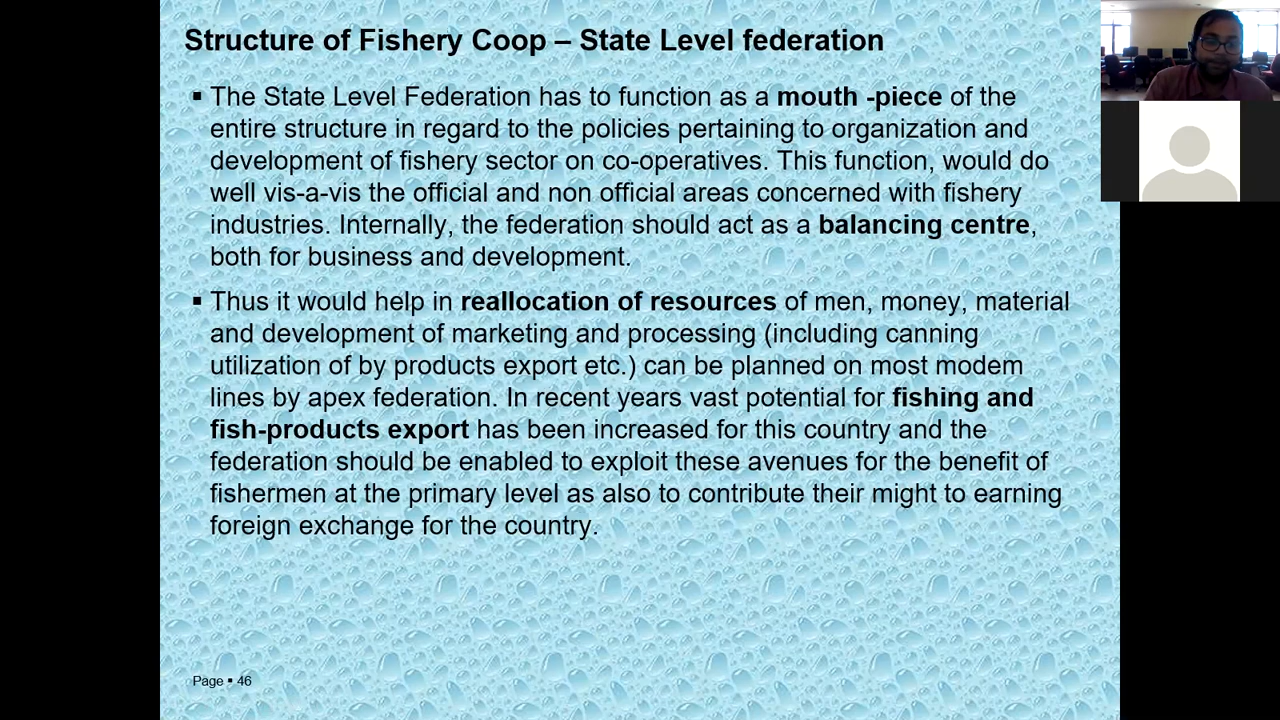 Structure of Fishery Coop – State Level federation
▪ The State Level Federation has to function as a mouth -piece of the
entire structure in regard to the policies pertaining to organization and
development of fishery sector on co-operatives. This function, would do
well vis-a-vis the official and non official areas concerned with fishery
industries. Internally, the federation should act as a balancing centre,
both for business and development.
▪ Thus it would help in reallocation of resources of men, money, material
and development of marketing and processing (including canning
utilization of by products export etc.) can be planned on most modem
lines by apex federation. In recent years vast potential for fishing and
fish-products export has been increased for this country and the
federation should be enabled to exploit these avenues for the benefit of
fishermen at the primary level as also to contribute their might to earning
foreign exchange for the country.
Page ▪ 46